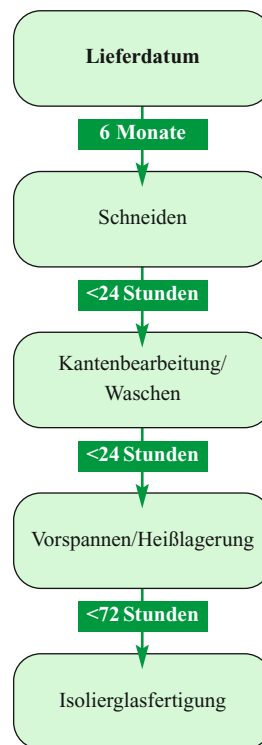 Lieferdatum
6 Monate
Schneiden
<24 Stunden
Kantenbearbeitung/
Waschen
<24 Stunden
Vorspannen/Heißlagerung
<72 Stunden
Isolierglasfertigung